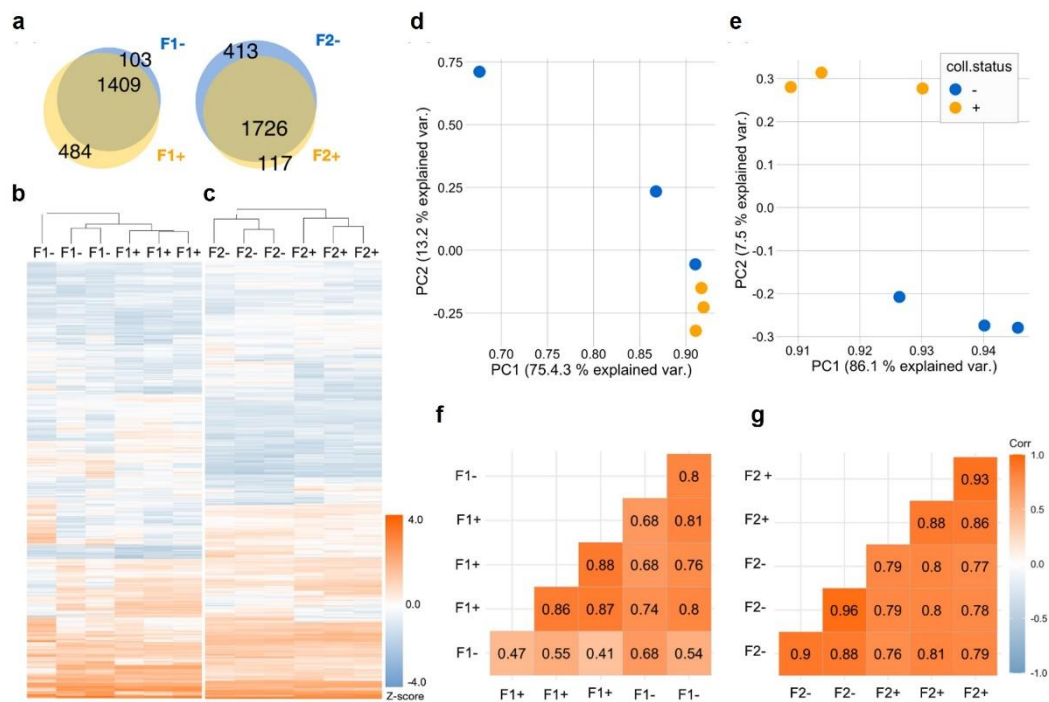 a
103
F1-
1409
484
F1+
413
F2-
1726
117
F2+
b
F1- F1- F1- F1+ F1+ F1+
c
F2- F2- F2- F2+ F2+ F2+
4.0
0.0
-4.0
Z-score
d
PC2 (13.2 % explained var.)
0.75
0.50
0.25
0.00
-0.25
0.70 0.75 0.80 0.85 0.90
PC1 (75.4.3 % explained var.)
e
coll.status
-
+
PC2 (7.5 % explained var.)
0.3
0.2
0.1
0.0
-0.1
-0.2
-0.3
0.91 0.92 0.93 0.94
PC1 (86.1 % explained var.)
f
F1- 0.8
F1+ 0.68 0.81
F1+ 0.88 0.68 0.76
F1+ 0.86 0.87 0.74 0.8
F1- 0.47 0.55 0.41 0.68 0.54
F1+ F1+ F1+ F1- F1-
g
F2 + 0.93
F2+ 0.88 0.86
F2- 0.79 0.8 0.77
F2- 0.96 0.79 0.8 0.78
F2- 0.9 0.88 0.76 0.81 0.79
F2- F2- F2+ F2+ F2+
Corr
1.0
0.5
0.0
-0.5
-1.0